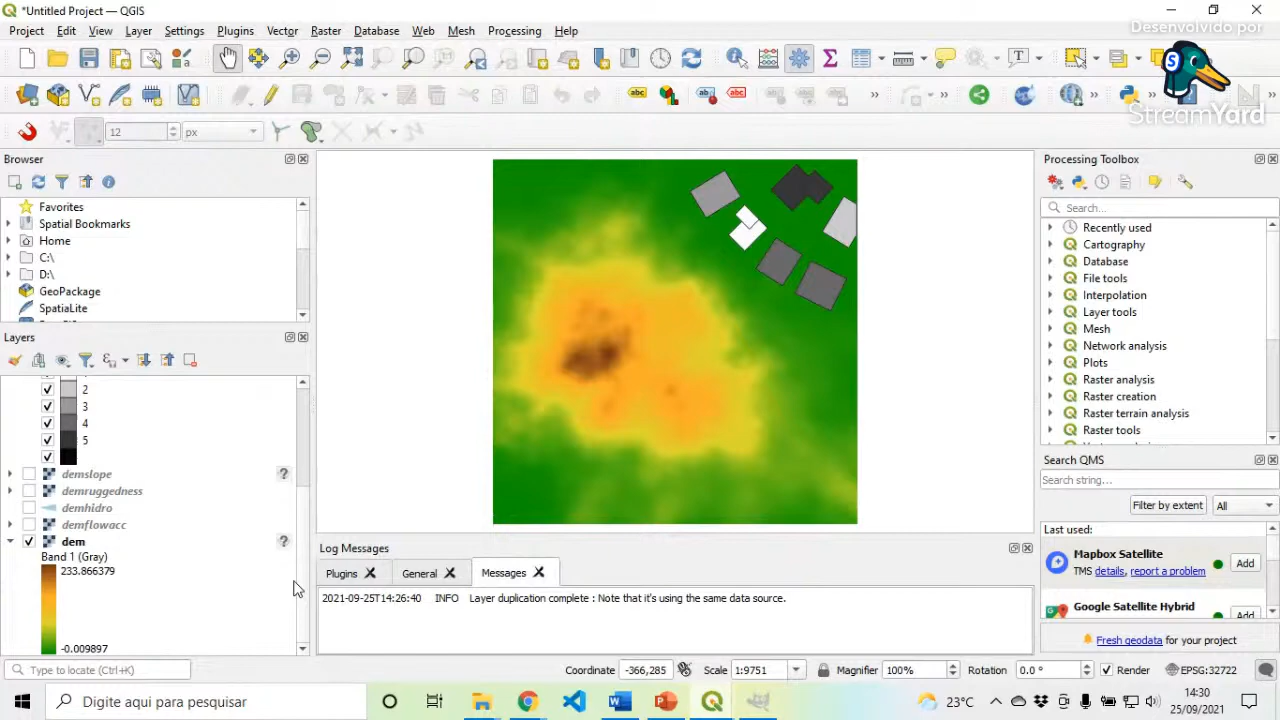 *Untitled Project — QGIS
Desenvolvido por
StreamYard
Project Edit View Layer Settings Plugins Vector Raster Database Web Mesh Processing Help
12 px
Browser
Favorites
Spatial Bookmarks
Home
C:\
D:\
GeoPackage
SpatiaLite
Layers
2
3
4
5
demslope
demruggedness
demhidro
demflowacc
dem
Band 1 (Gray)
233.866379
-0.009897
Log Messages
Plugins General Messages
2021-09-25T14:26:40 INFO Layer duplication complete : Note that it's using the same data source.
Processing Toolbox
Search...
Recently used
Cartography
Database
File tools
Interpolation
Layer tools
Mesh
Network analysis
Plots
Raster analysis
Raster creation
Raster terrain analysis
Raster tools
Search QMS
Search string...
Filter by extent All
Last used:
Mapbox Satellite
TMS details, report a problem
Add
Google Satellite Hybrid
Add
Fresh geodata for your project
Type to locate (Ctrl+K)
Coordinate -366,285 Scale 1:9751 Magnifier 100% Rotation 0.0 ° Render EPSG:32722
Digite aqui para pesquisar
23°C
14:30
25/09/2021